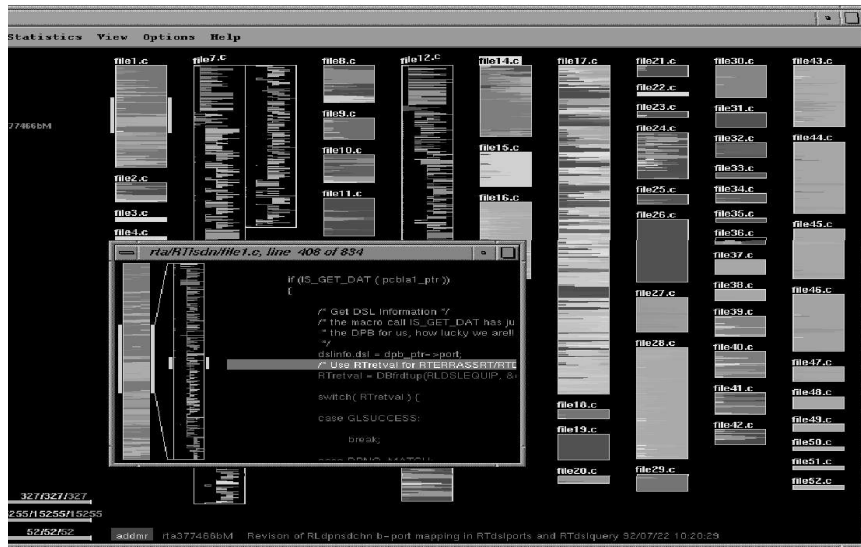 Statistics View Options Help
file1.c file7.c file8.c file12.c file14.c file17.c file21.c file30.c file43.c
file22.c
file9.c file23.c file31.c
377466bM
file24.c file32.c file44.c
file10.c file15.c
file2.c file33.c
file11.c file16.c file25.c file34.c
file3.c file26.c file35.c
file4.c file36.c file45.c
rta/RTisdn/file1.c, line 408 of 834
file37.c
if (IS_GET_DAT ( pcbla1_ptr ))
{
file27.c file38.c file46.c
/* Get DSL Information */
/* the macro call IS_GET_DAT has ju
file39.c
the DPB for us, how lucky we are!!
*/
file28.c file40.c
dslinfo.dsl = dpb_ptr->port;
/* Use RTretval for RTERRASSRT/RTD
file47.c
RTretval = DBfrdtup(RLDSLEQUIP, &
file41.c file48.c
switch( RTretval ) {
file18.c
case GLSUCCESS:
file42.c file49.c
file19.c
break;
file50.c
file51.c
file20.c file29.c file52.c
327/327/327
255/15255/15255
52/52/52
addmr rta377466bM Revison of RLdpnsdchn b-port mapping in RTdslports and RTdslquery 92/07/22 10:20:29